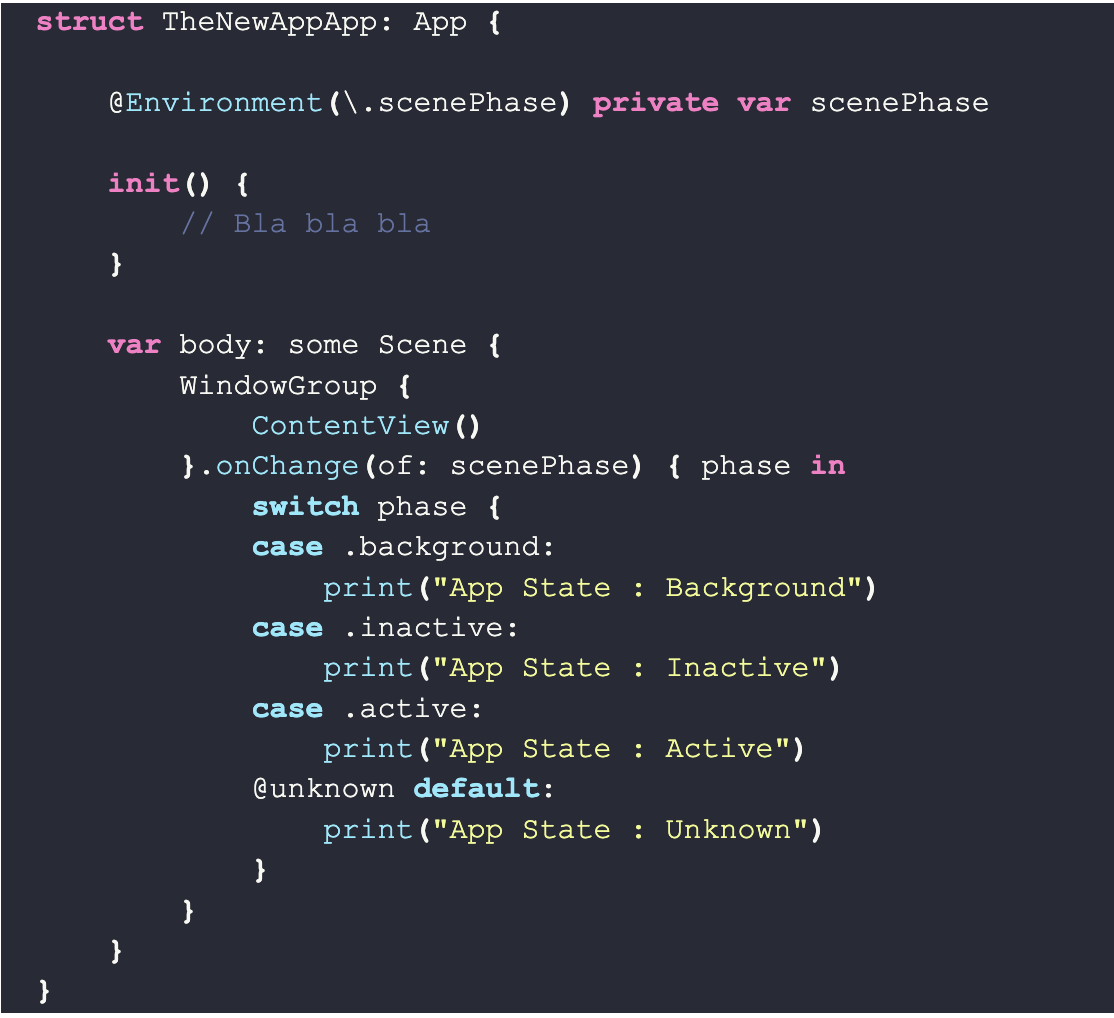 struct TheNewAppApp: App {
@Environment(\.scenePhase) private var scenePhase
init() {
// Bla bla bla
}
var body: some Scene {
WindowGroup {
ContentView()
}.onChange(of: scenePhase) { phase in
switch phase {
case .background:
print("App State : Background")
case .inactive:
print("App State : Inactive")
case .active:
print("App State : Active")
@unknown default:
print("App State : Unknown")
}
}
}
}